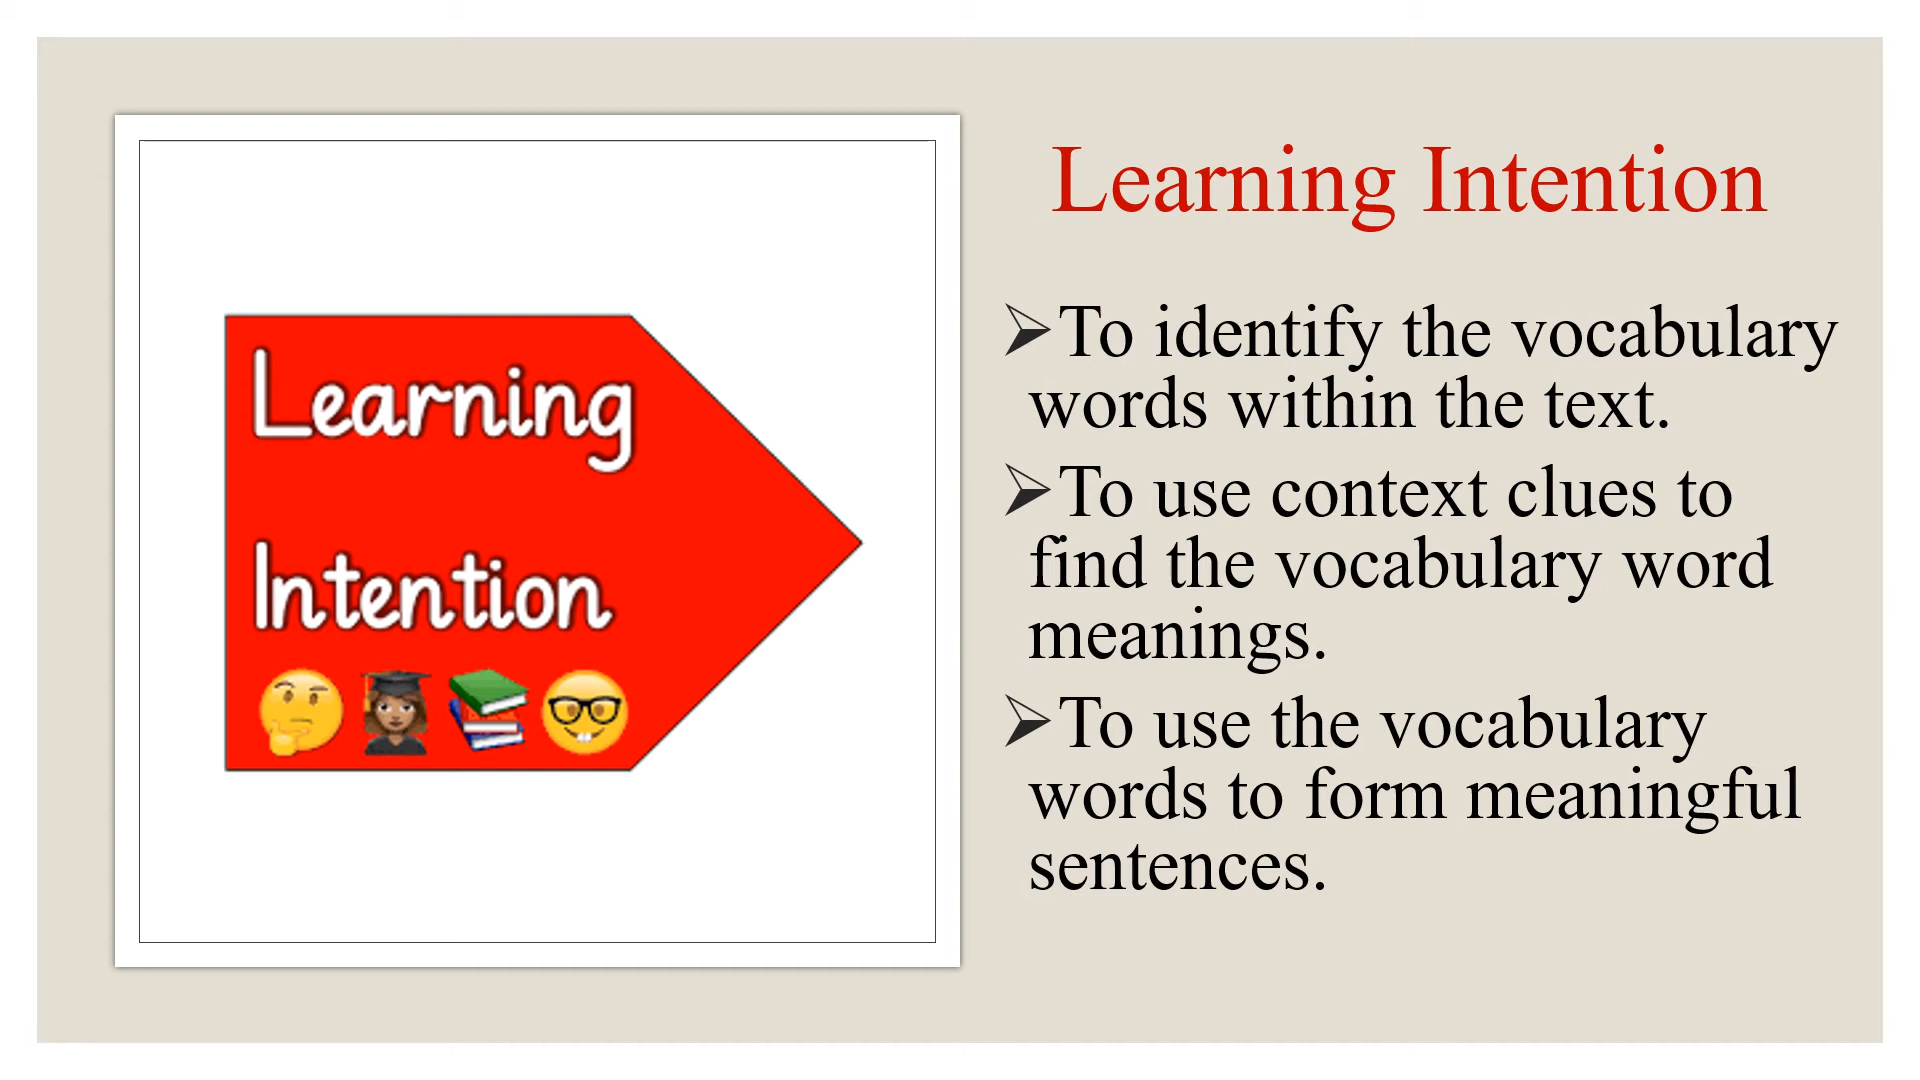 Learning
Intention
Learning Intention
➢To identify the vocabulary
words within the text.
➢To use context clues to
find the vocabulary word
meanings.
➢To use the vocabulary
words to form meaningful
sentences.